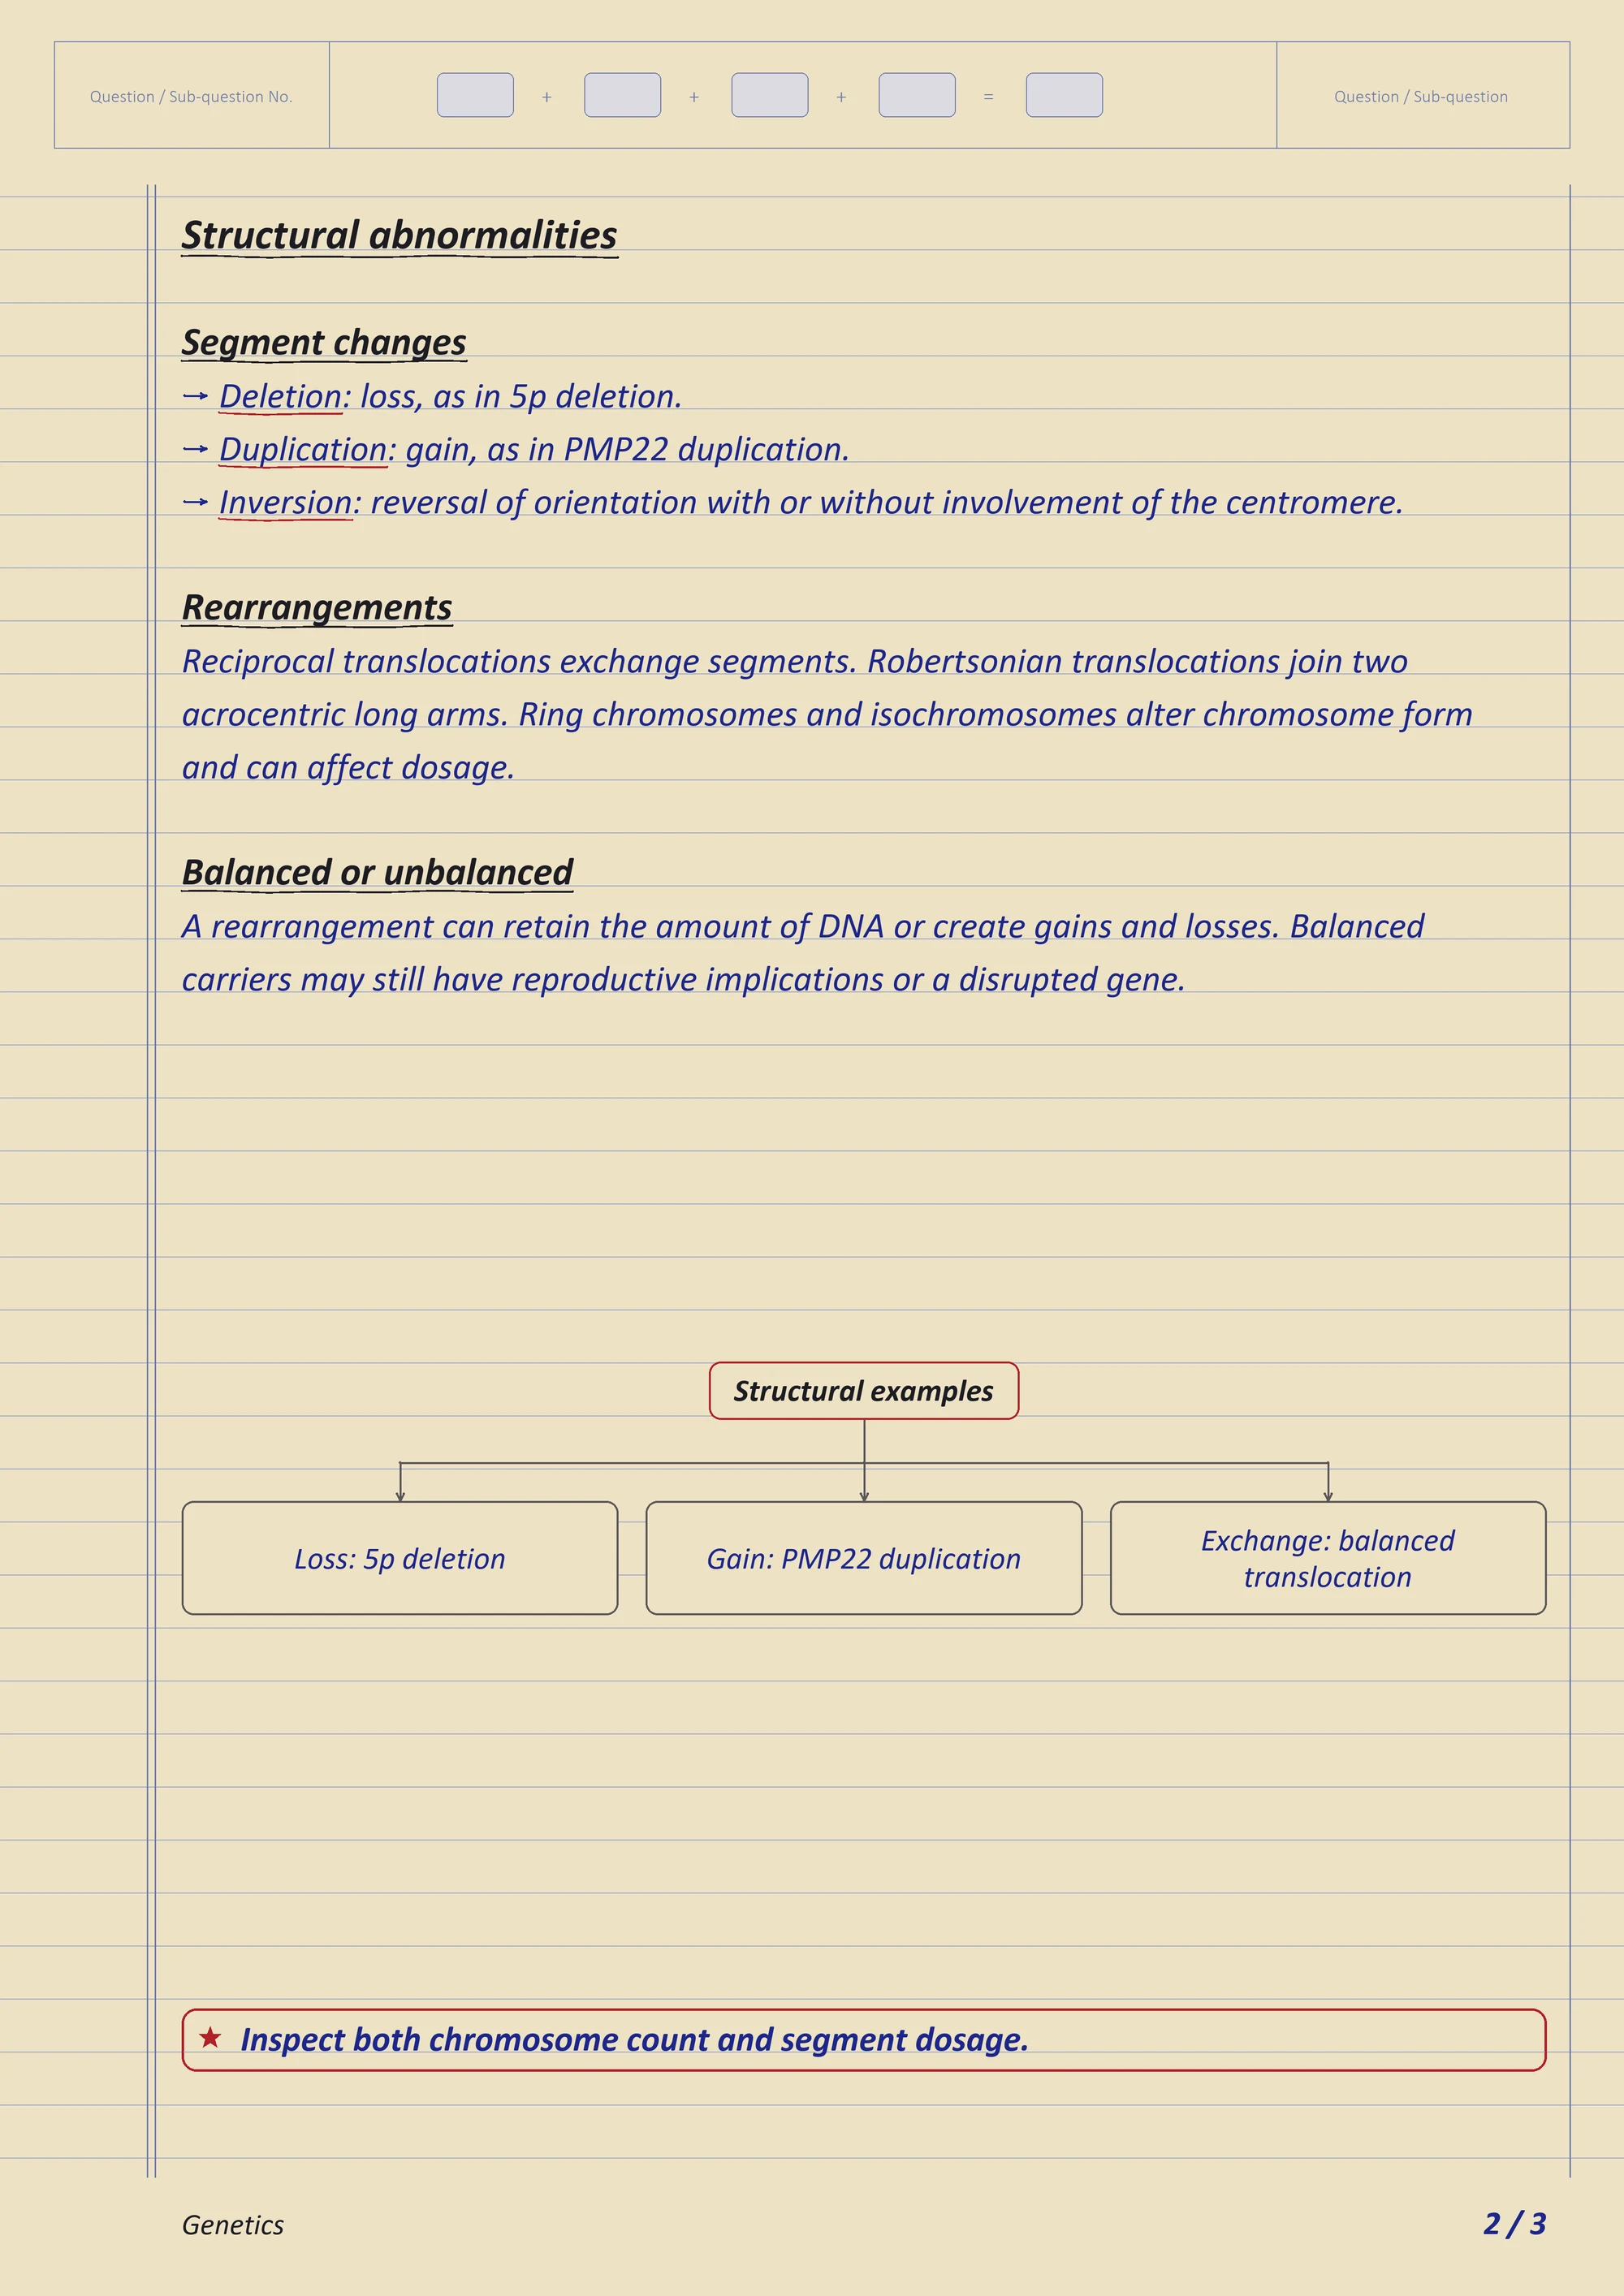 Question / Sub-question No.
+ + + =
Question / Sub-question
Structural abnormalities
Segment changes
→ Deletion: loss, as in 5p deletion.
→ Duplication: gain, as in PMP22 duplication.
→ Inversion: reversal of orientation with or without involvement of the centromere.
Rearrangements
Reciprocal translocations exchange segments. Robertsonian translocations join two
acrocentric long arms. Ring chromosomes and isochromosomes alter chromosome form
and can affect dosage.
Balanced or unbalanced
A rearrangement can retain the amount of DNA or create gains and losses. Balanced
carriers may still have reproductive implications or a disrupted gene.
Structural examples
Loss: 5p deletion
Gain: PMP22 duplication
Exchange: balanced
translocation
★ Inspect both chromosome count and segment dosage.
Genetics
2 / 3